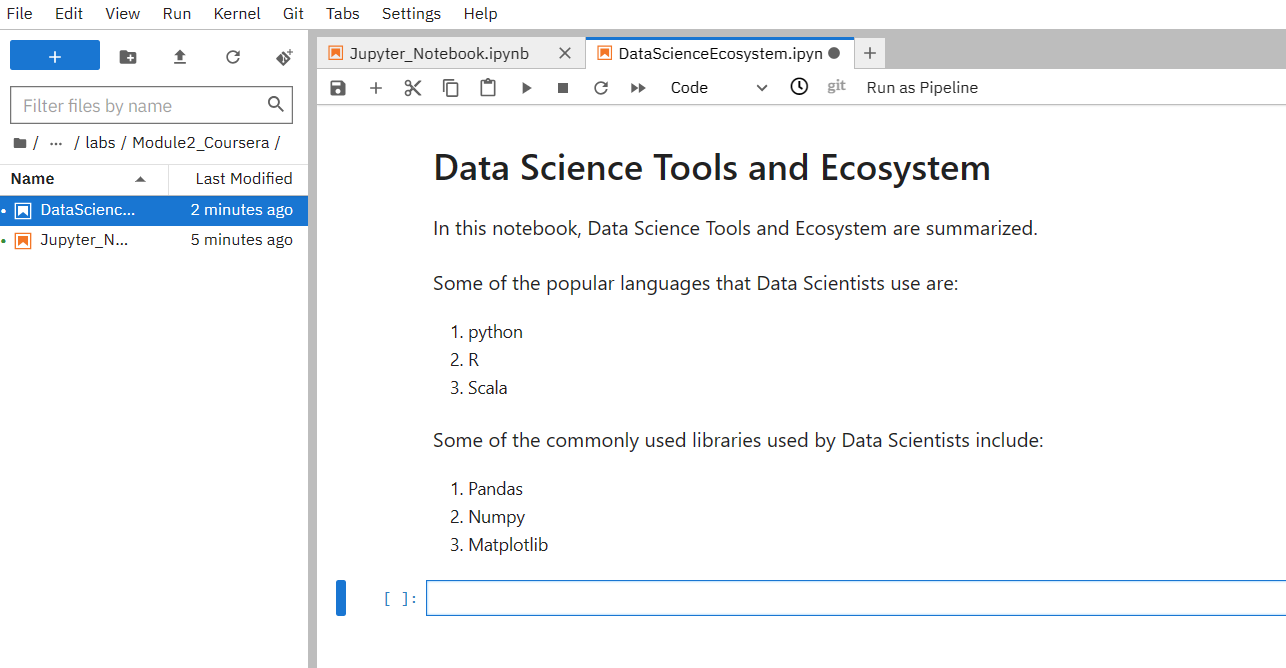 File Edit View Run Kernel Git Tabs Settings Help
+
Filter files by name
/ ... / labs / Module2_Coursera /
Name Last Modified
DataScienc... 2 minutes ago
Jupyter_N... 5 minutes ago
Jupyter_Notebook.ipynb DataScienceEcosystem.ipyn +
+ Code git Run as Pipeline
Data Science Tools and Ecosystem
In this notebook, Data Science Tools and Ecosystem are summarized.
Some of the popular languages that Data Scientists use are:
1. python
2. R
3. Scala
Some of the commonly used libraries used by Data Scientists include:
1. Pandas
2. Numpy
3. Matplotlib
[ ]: